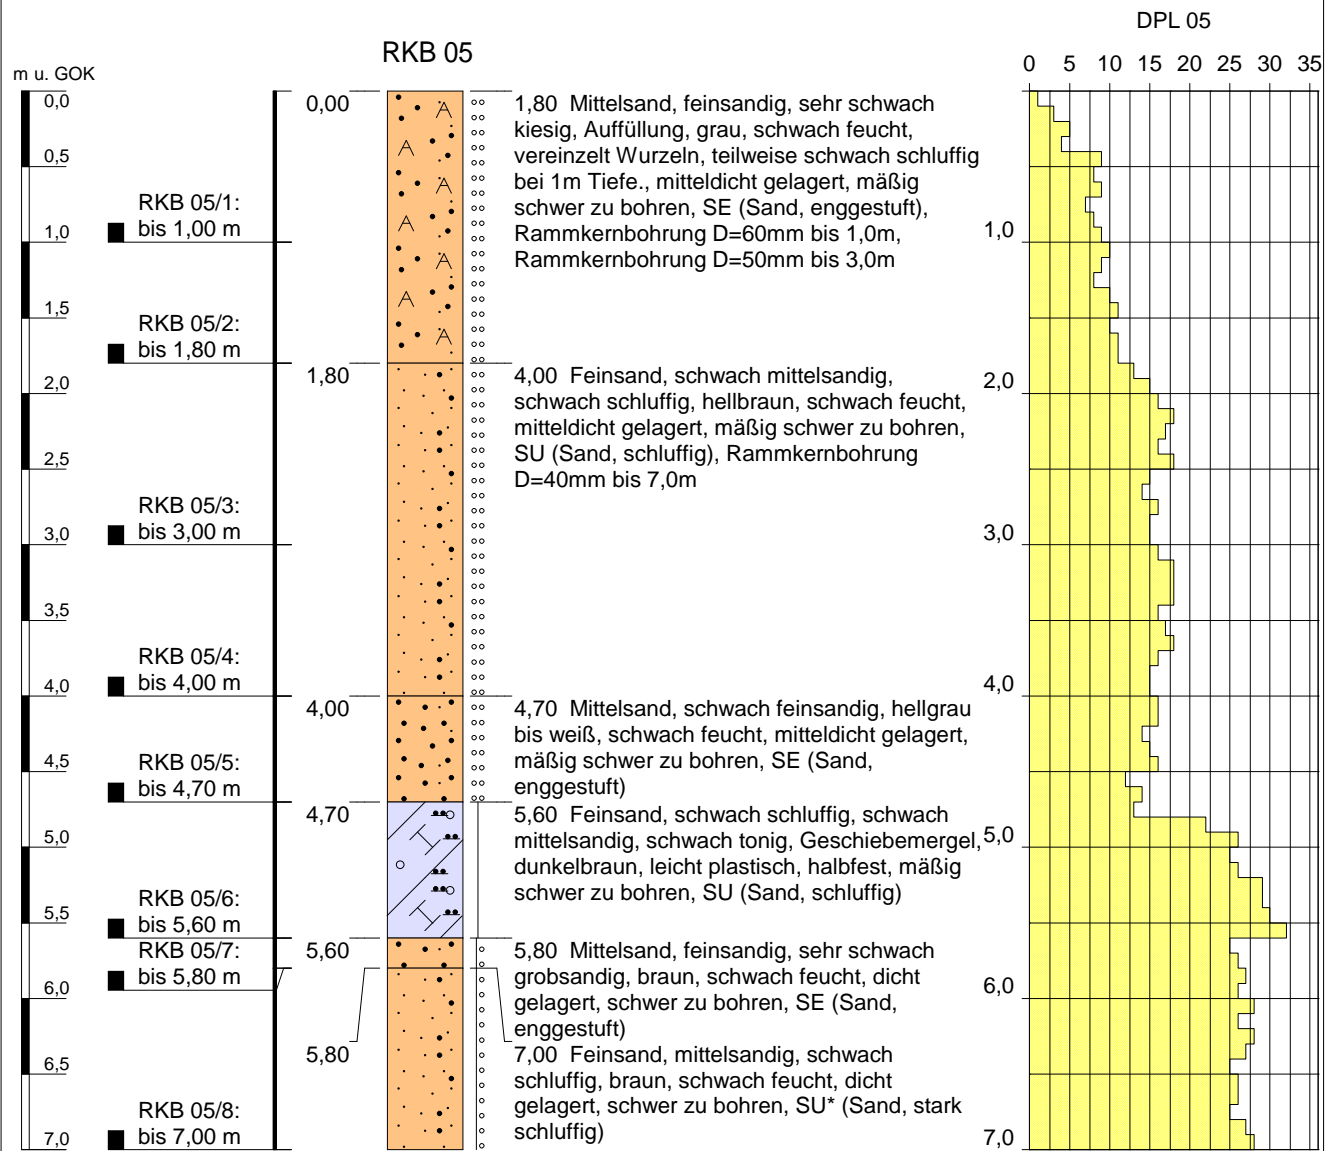 DPL 05
RKB 05
m u. GOK
0 5 10 15 20 25 30 35
0,0
0,5
1,0
1,5
2,0
2,5
3,0
3,5
4,0
4,5
5,0
5,5
6,0
6,5
7,0
RKB 05/1:
bis 1,00 m
RKB 05/2:
bis 1,80 m
RKB 05/3:
bis 3,00 m
RKB 05/4:
bis 4,00 m
RKB 05/5:
bis 4,70 m
RKB 05/6:
bis 5,60 m
RKB 05/7:
bis 5,80 m
RKB 05/8:
bis 7,00 m
0,00
1,80
4,00
4,70
5,60
5,80
1,80 Mittelsand, feinsandig, sehr schwach
kiesig, Auffüllung, grau, schwach feucht,
vereinzelt Wurzeln, teilweise schwach schluffig
bei 1m Tiefe., mitteldicht gelagert, mäßig
schwer zu bohren, SE (Sand, enggestuft),
Rammkernbohrung D=60mm bis 1,0m,
Rammkernbohrung D=50mm bis 3,0m
4,00 Feinsand, schwach mittelsandig,
schwach schluffig, hellbraun, schwach feucht,
mitteldicht gelagert, mäßig schwer zu bohren,
SU (Sand, schluffig), Rammkernbohrung
D=40mm bis 7,0m
4,70 Mittelsand, schwach feinsandig, hellgrau
bis weiß, schwach feucht, mitteldicht gelagert,
mäßig schwer zu bohren, SE (Sand,
enggestuft)
5,60 Feinsand, schwach schluffig, schwach
mittelsandig, schwach tonig, Geschiebemergel,
dunkelbraun, leicht plastisch, halbfest, mäßig
schwer zu bohren, SU (Sand, schluffig)
5,80 Mittelsand, feinsandig, sehr schwach
grobsandig, braun, schwach feucht, dicht
gelagert, schwer zu bohren, SE (Sand,
enggestuft)
7,00 Feinsand, mittelsandig, schwach
schluffig, braun, schwach feucht, dicht
gelagert, schwer zu bohren, SU* (Sand, stark
schluffig)
1,0
2,0
3,0
4,0
5,0
6,0
7,0